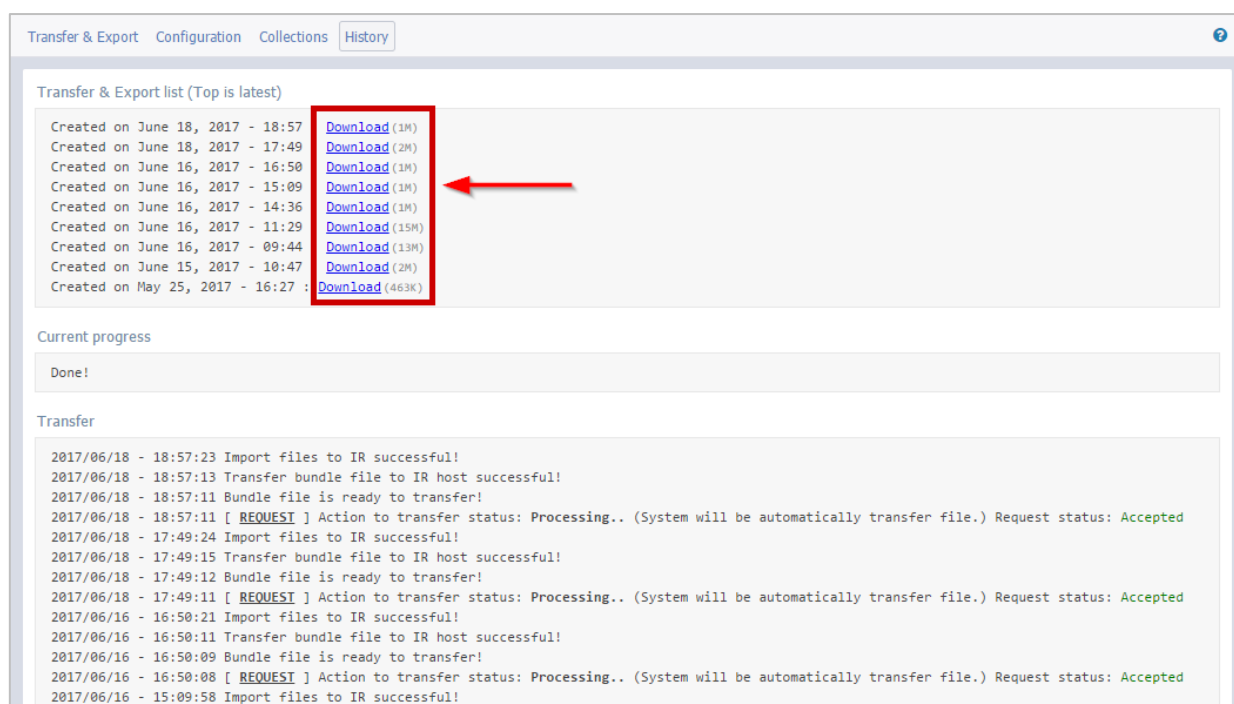 Transfer & Export Configuration Collections History
Transfer & Export list (Top is latest)
Created on June 18, 2017 - 18:57 Download (1M)
Created on June 18, 2017 - 17:49 Download (2M)
Created on June 16, 2017 - 16:50 Download (1M)
Created on June 16, 2017 - 15:09 Download (1M)
Created on June 16, 2017 - 14:36 Download (1M)
Created on June 16, 2017 - 11:29 Download (15M)
Created on June 16, 2017 - 09:44 Download (13M)
Created on June 15, 2017 - 10:47 Download (2M)
Created on May 25, 2017 - 16:27 : Download (463K)
Current progress
Done!
Transfer
2017/06/18 - 18:57:23 Import files to IR successful!
2017/06/18 - 18:57:13 Transfer bundle file to IR host successful!
2017/06/18 - 18:57:11 Bundle file is ready to transfer!
2017/06/18 - 18:57:11 [ REQUEST ] Action to transfer status: Processing.. (System will be automatically transfer file.) Request status: Accepted
2017/06/18 - 17:49:24 Import files to IR successful!
2017/06/18 - 17:49:15 Transfer bundle file to IR host successful!
2017/06/18 - 17:49:12 Bundle file is ready to transfer!
2017/06/18 - 17:49:11 [ REQUEST ] Action to transfer status: Processing.. (System will be automatically transfer file.) Request status: Accepted
2017/06/16 - 16:50:21 Import files to IR successful!
2017/06/16 - 16:50:11 Transfer bundle file to IR host successful!
2017/06/16 - 16:50:09 Bundle file is ready to transfer!
2017/06/16 - 16:50:08 [ REQUEST ] Action to transfer status: Processing.. (System will be automatically transfer file.) Request status: Accepted
2017/06/16 - 15:09:58 Import files to IR successful!